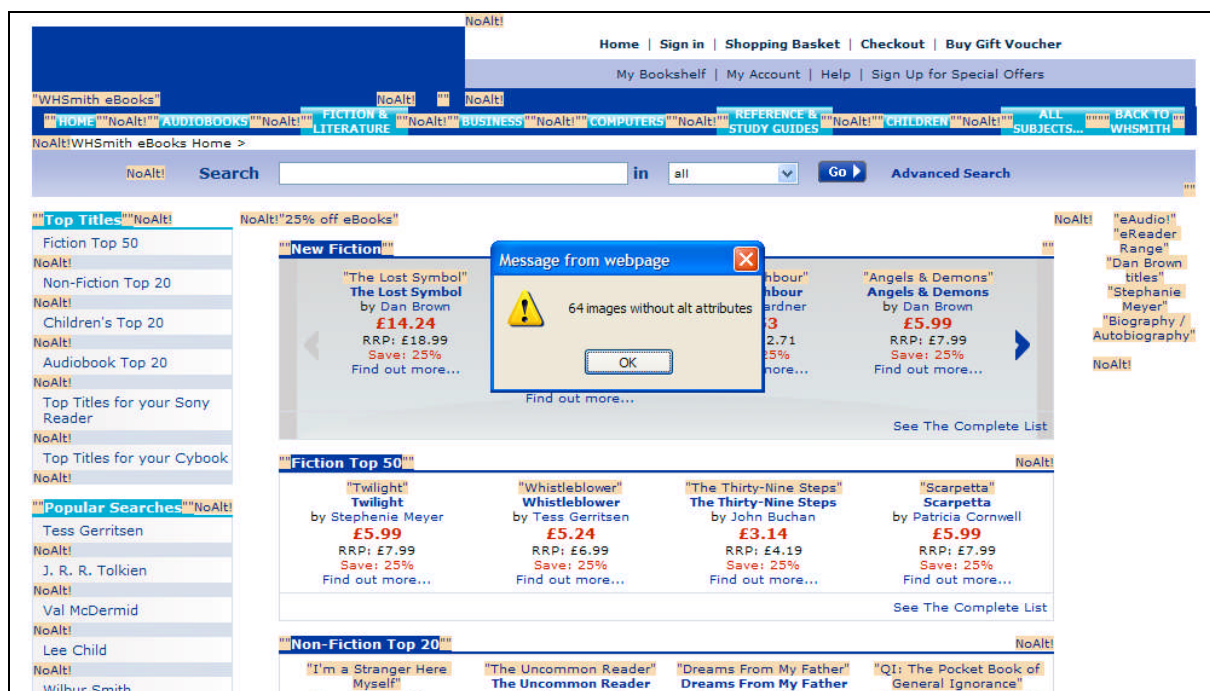 NoAlt!
Home | Sign in | Shopping Basket | Checkout | Buy Gift Voucher
My Bookshelf | My Account | Help | Sign Up for Special Offers
"WHSmith eBooks" NoAlt! "" NoAlt!
""HOME""NoAlt!""AUDIOBOOKS""NoAlt!""FICTION & LITERATURE""NoAlt!""BUSINESS""NoAlt!""COMPUTERS""NoAlt!""REFERENCE & STUDY GUIDES""NoAlt!""CHILDREN""NoAlt!""ALL SUBJECTS...""""BACK TO WHSMITH""
NoAlt!WHSmith eBooks Home >
NoAlt! Search in all Go Advanced Search
""
""Top Titles""NoAlt!
Fiction Top 50
NoAlt!
Non-Fiction Top 20
NoAlt!
Children's Top 20
NoAlt!
Audiobook Top 20
NoAlt!
Top Titles for your Sony
Reader
NoAlt!
Top Titles for your Cybook
NoAlt!
""Popular Searches""NoAlt!
Tess Gerritsen
NoAlt!
J. R. R. Tolkien
NoAlt!
Val McDermid
NoAlt!
Lee Child
NoAlt!
Wilbur Smith
NoAlt!"25% off eBooks"
""New Fiction"" ""
"The Lost Symbol"
The Lost Symbol
by Dan Brown
£14.24
RRP: £18.99
Save: 25%
Find out more...
Find out more...
hbour"
hbour
ardner
3
2.71
25%
more...
"Angels & Demons"
Angels & Demons
by Dan Brown
£5.99
RRP: £7.99
Save: 25%
Find out more...
See The Complete List
Message from webpage
64 images without alt attributes
OK
""Fiction Top 50"" NoAlt!
"Twilight"
Twilight
by Stephenie Meyer
£5.99
RRP: £7.99
Save: 25%
Find out more...
"Whistleblower"
Whistleblower
by Tess Gerritsen
£5.24
RRP: £6.99
Save: 25%
Find out more...
"The Thirty-Nine Steps"
The Thirty-Nine Steps
by John Buchan
£3.14
RRP: £4.19
Save: 25%
Find out more...
"Scarpetta"
Scarpetta
by Patricia Cornwell
£5.99
RRP: £7.99
Save: 25%
Find out more...
See The Complete List
""Non-Fiction Top 20"" NoAlt!
"I'm a Stranger Here
Myself"
"The Uncommon Reader"
The Uncommon Reader
"Dreams From My Father"
Dreams From My Father
"QI: The Pocket Book of
General Ignorance"
NoAlt!
"eAudio!"
"eReader
Range"
"Dan Brown
titles"
"Stephanie
Meyer"
"Biography /
Autobiography"
NoAlt!